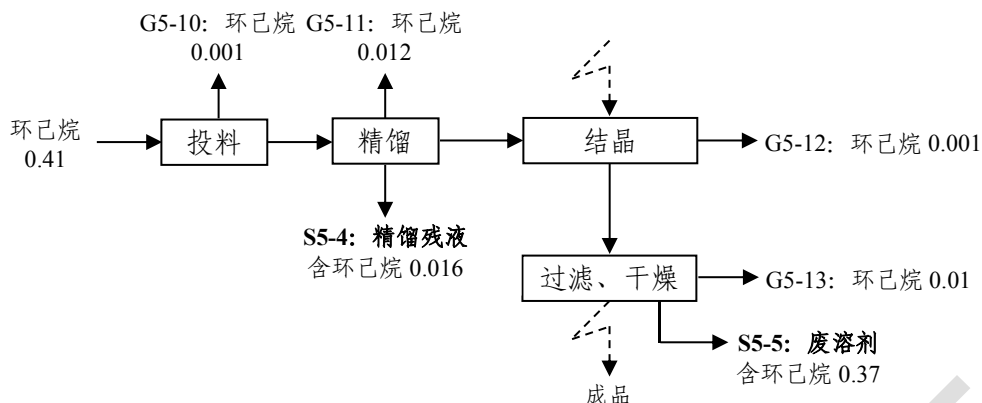 G5-10：环己烷
0.001
G5-11：环己烷
0.012
环己烷
0.41
投料
精馏
结晶
G5-12：环己烷 0.001
S5-4：精馏残液
含环己烷 0.016
过滤、干燥
G5-13：环己烷 0.01
S5-5：废溶剂
含环己烷 0.37
成品